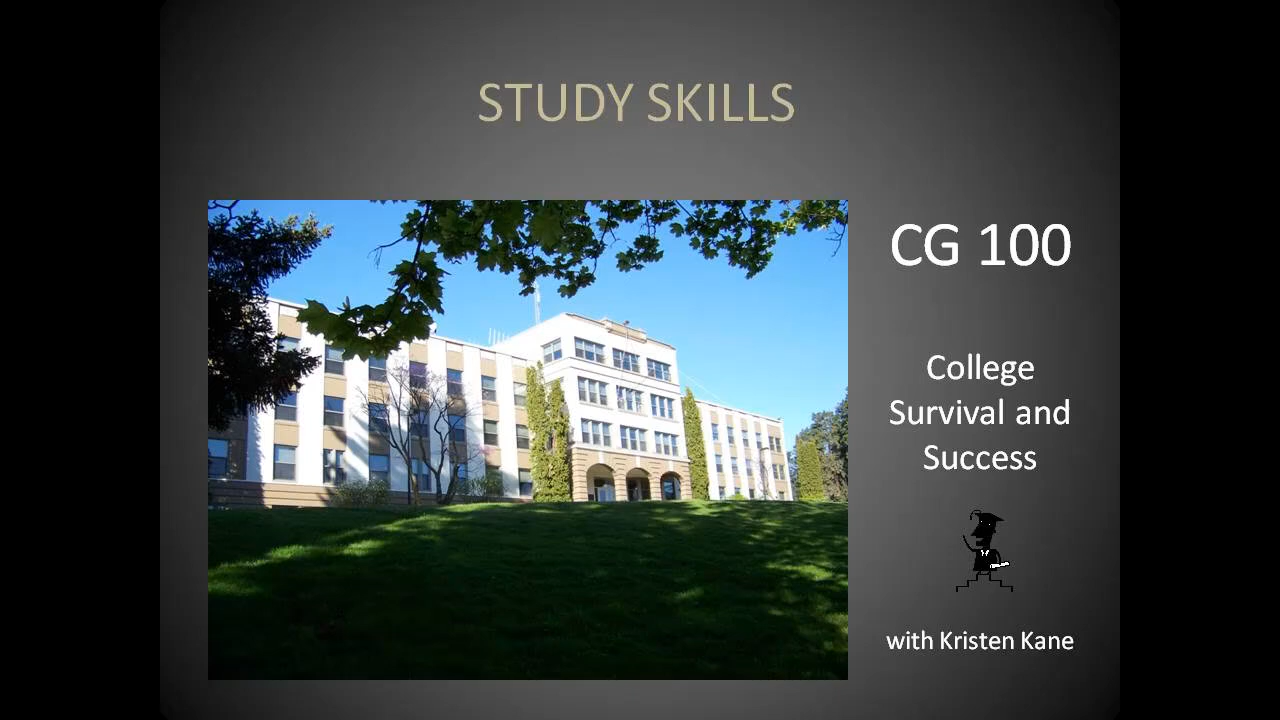 STUDY SKILLS
CG 100
College
Survival and
Success
with Kristen Kane